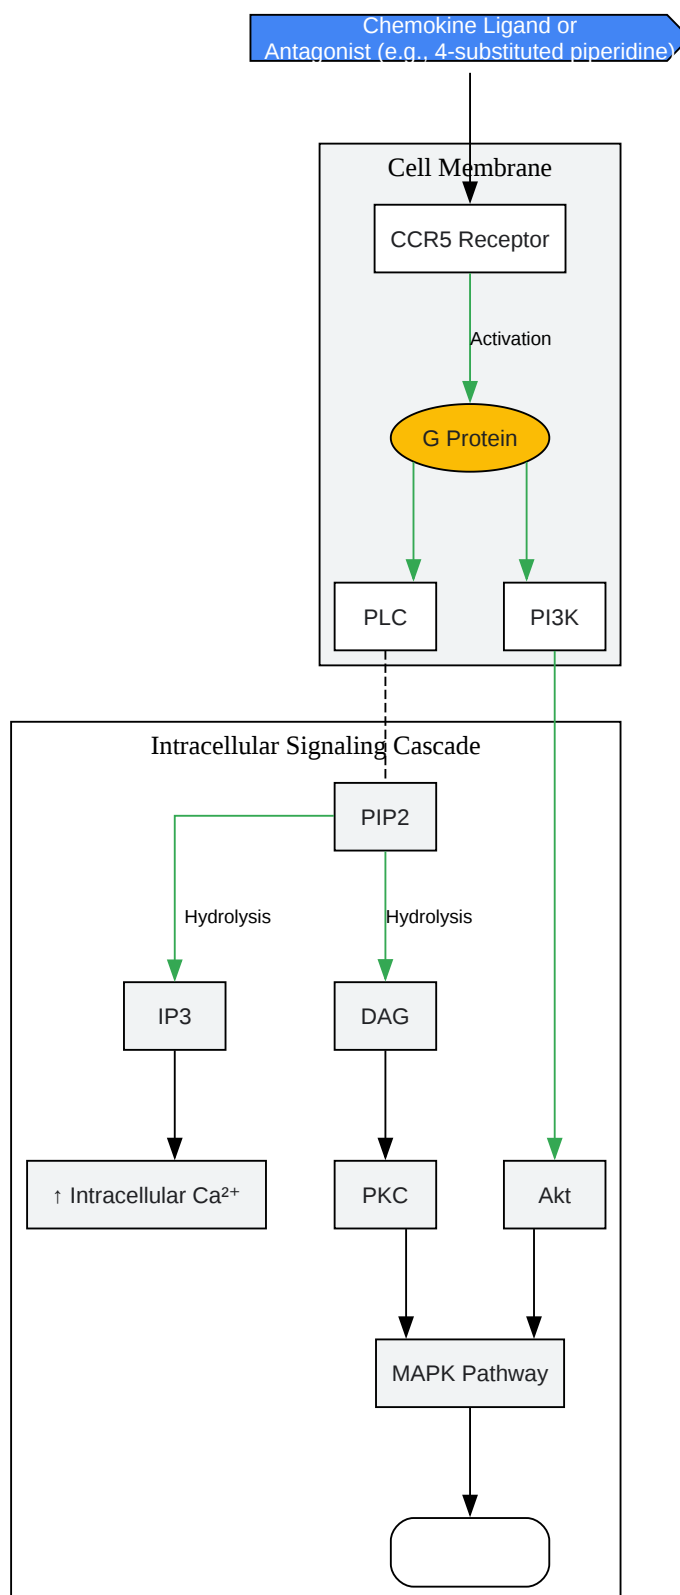 Chemokine Ligand or
Antagonist (e.g., 4-substituted piperidine)
Cell Membrane
CCR5 Receptor
Activation
G Protein
PLC
PI3K
Intracellular Signaling Cascade
PIP2
Hydrolysis
Hydrolysis
IP3
DAG
↑ Intracellular Ca²⁺
PKC
Akt
MAPK Pathway